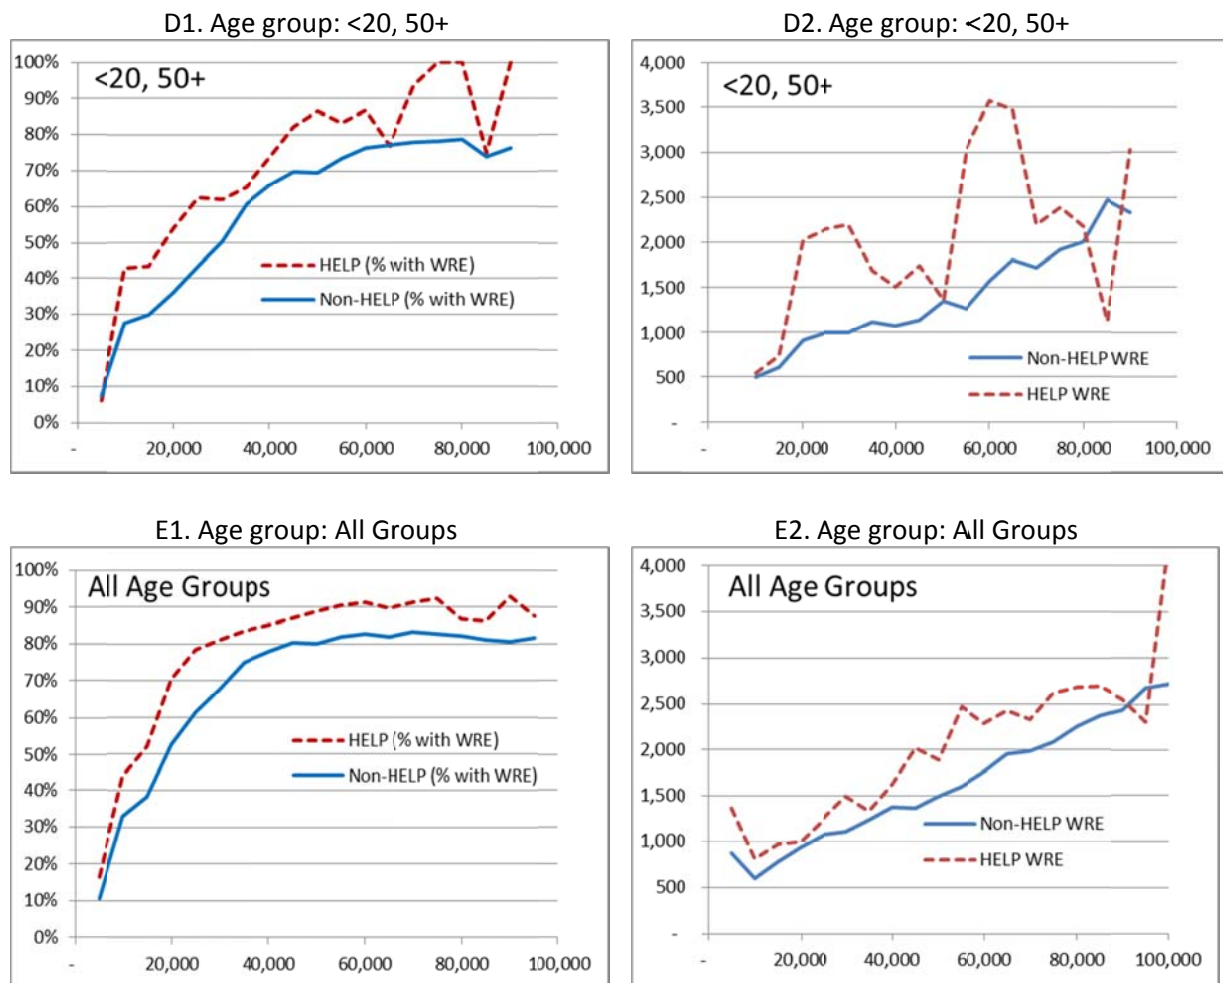 D1. Age group: <20, 50+
<20, 50+
100%
90%
80%
70%
60%
50%
40%
30%
20%
10%
0%
HELP (% with WRE)
Non-HELP (% with WRE)
- 20,000 40,000 60,000 80,000 100,000
D2. Age group: <20, 50+
<20, 50+
4,000
3,500
3,000
2,500
2,000
1,500
1,000
500
-
Non-HELP WRE
HELP WRE
- 20,000 40,000 60,000 80,000 100,000
E1. Age group: All Groups
All Age Groups
100%
90%
80%
70%
60%
50%
40%
30%
20%
10%
0%
HELP (% with WRE)
Non-HELP (% with WRE)
- 20,000 40,000 60,000 80,000 100,000
E2. Age group: All Groups
All Age Groups
4,000
3,500
3,000
2,500
2,000
1,500
1,000
500
-
Non-HELP WRE
HELP WRE
- 20,000 40,000 60,000 80,000 100,000